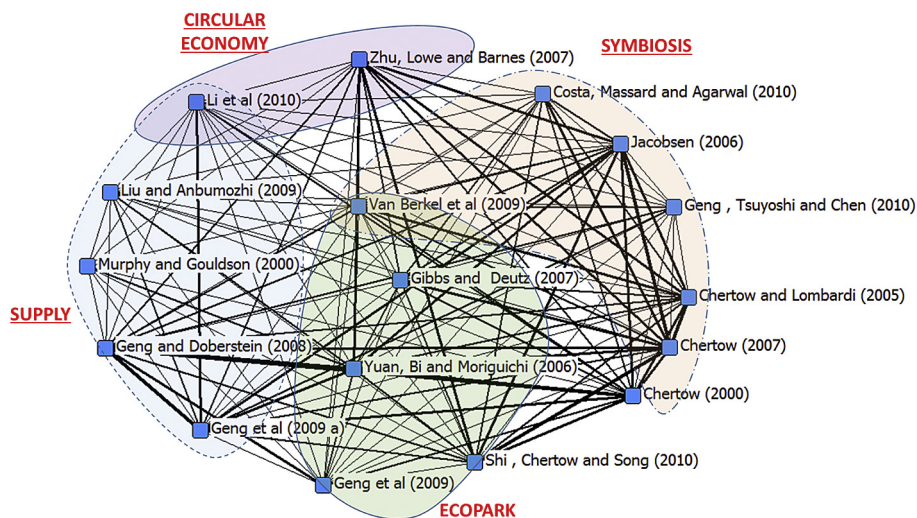 CIRCULAR
ECONOMY
SYMBIOSIS
Zhu, Lowe and Barnes (2007)
Costa, Massard and Agarwal (2010)
Li et al (2010)
Jacobsen (2006)
Liu and Anbumozhi (2009)
Van Berkel et al (2009)
Geng , Tsuyoshi and Chen (2010)
Murphy and Gouldson (2000)
Gibbs and Deutz (2007)
Chertow and Lombardi (2005)
SUPPLY
Geng and Doberstein (2008)
Chertow (2007)
Yuan, Bi and Moriguichi (2006)
Chertow (2000)
Geng et al (2009 a)
Shi , Chertow and Song (2010)
Geng et al (2009)
ECOPARK